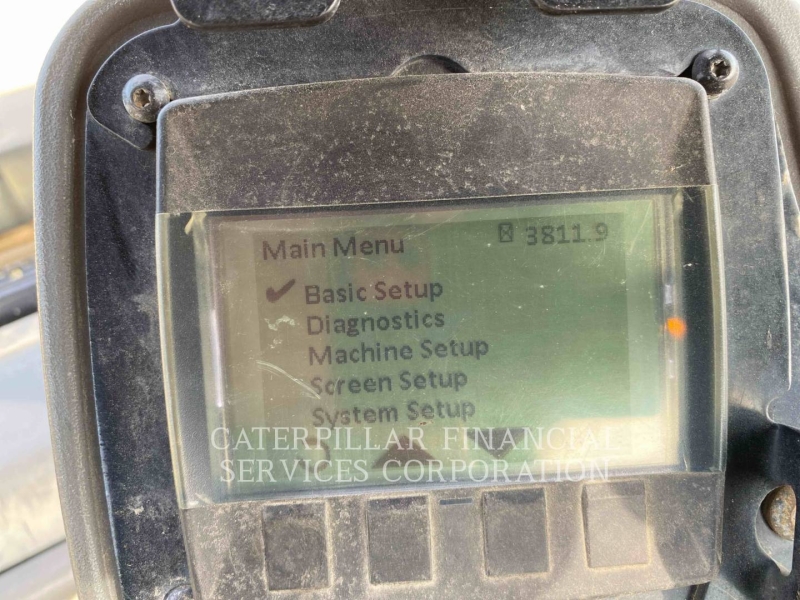 Main Menu 3811.9
✔ Basic Setup
Diagnostics
Machine Setup
Screen Setup
System Setup
CATERPILLAR FINANCIAL
SERVICES CORPORATION